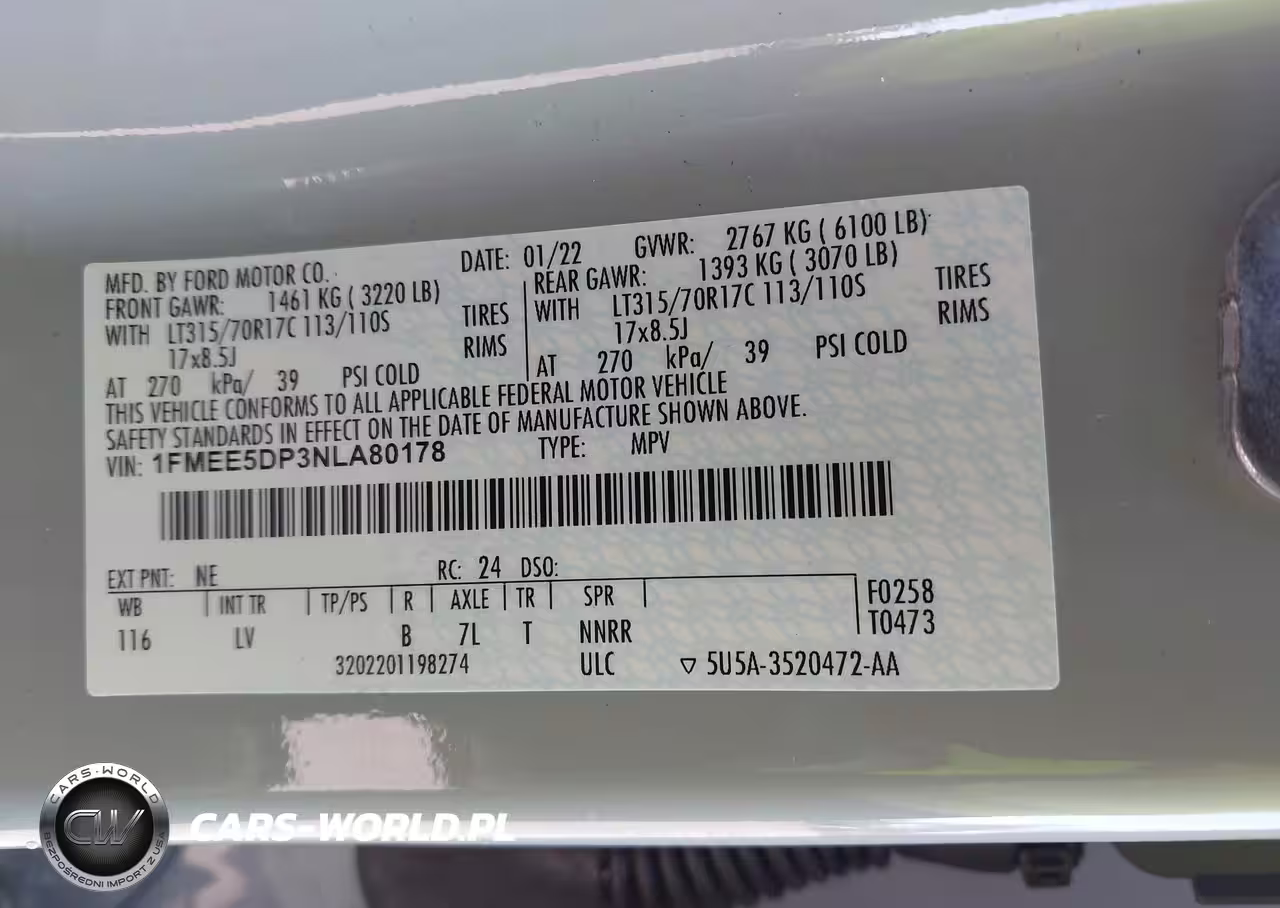 MFD. BY FORD MOTOR CO. DATE: 01/22 GVWR: 2767 KG ( 6100 LB)
FRONT GAWR: 1461 KG ( 3220 LB) REAR GAWR: 1393 KG ( 3070 LB)
WITH LT315/70R17C 113/110S TIRES WITH LT315/70R17C 113/110S TIRES
17x8.5J RIMS 17x8.5J RIMS
AT 270 kPa/ 39 PSI COLD AT 270 kPa/ 39 PSI COLD
THIS VEHICLE CONFORMS TO ALL APPLICABLE FEDERAL MOTOR VEHICLE
SAFETY STANDARDS IN EFFECT ON THE DATE OF MANUFACTURE SHOWN ABOVE.
VIN: 1FMEE5DP3NLA80178 TYPE: MPV
EXT PNT: NE RC: 24 DSO:
WB INT TR TP/PS R AXLE TR SPR F0258
116 LV B 7L T NNRR T0473
3202201198274 ULC ▽ 5U5A-3520472-AA
CARS-WORLD
CW
BEZPOŚREDNI IMPORT Z USA
CARS-WORLD.PL